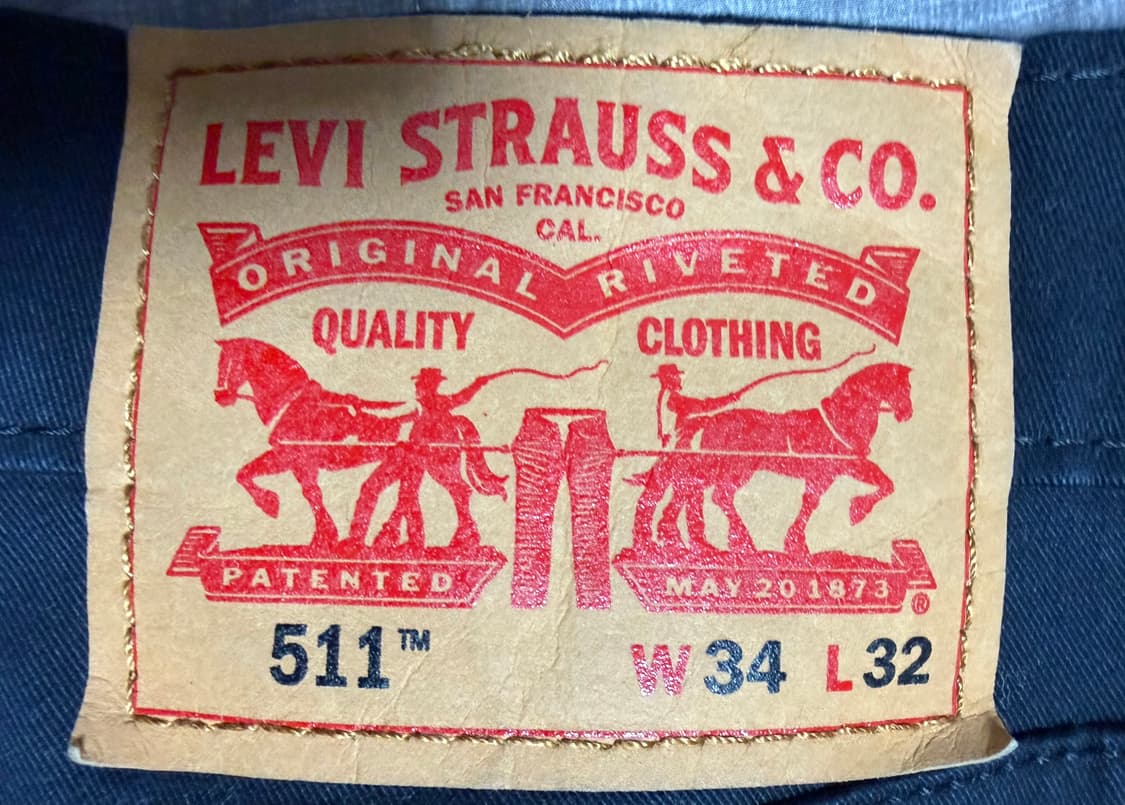 LEVI STRAUSS & CO.
SAN FRANCISCO
CAL.
ORIGINAL RIVETED
QUALITY CLOTHING
PATENTED MAY 20 1873 ®
511™ W 34 L 32